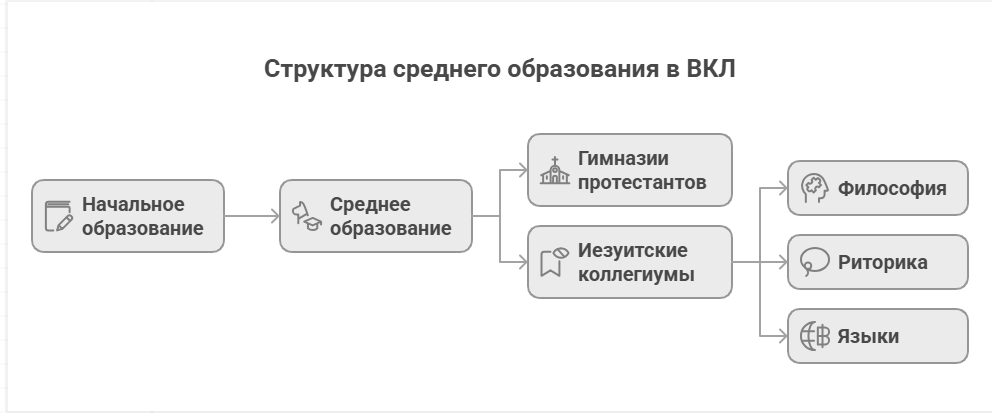 Структура среднего образования в ВКЛ
Начальное
образование
Среднее
образование
Гимназии
протестантов
Иезуитские
коллегиумы
Философия
Риторика
Языки